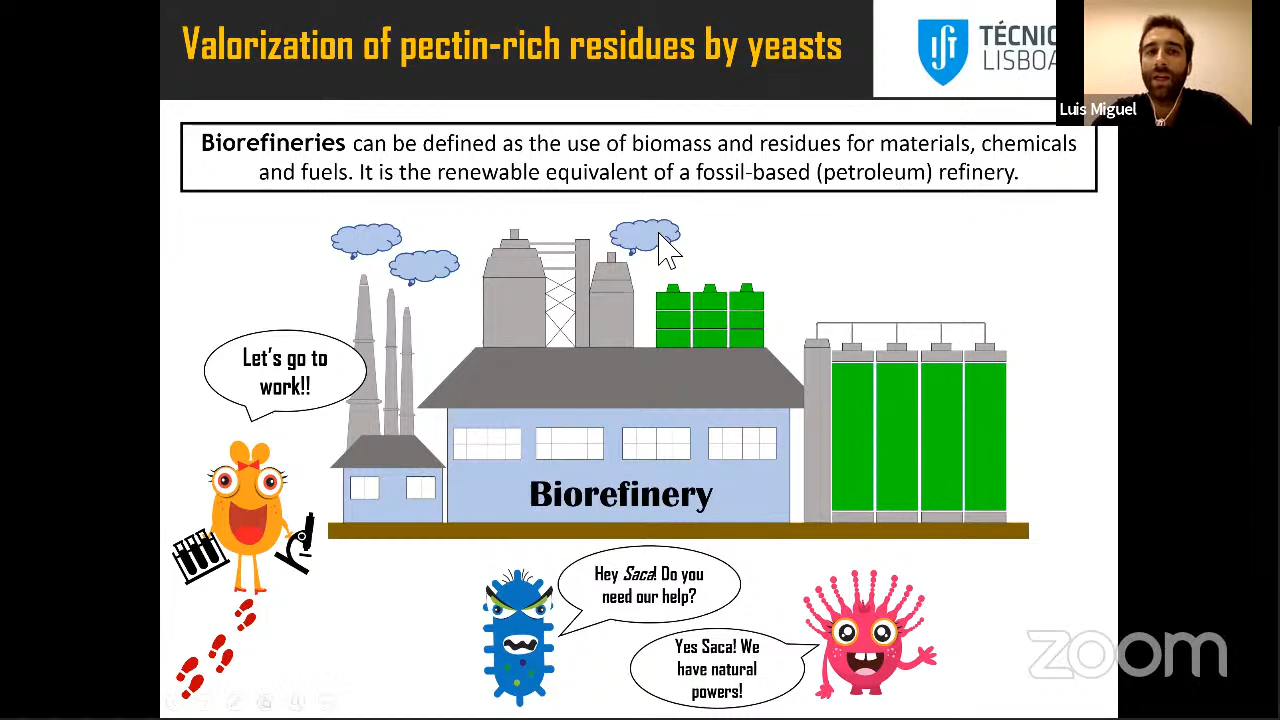 Valorization of pectin-rich residues by yeasts
TÉCNIC
LISBOA
Luis Miguel
Biorefineries can be defined as the use of biomass and residues for materials, chemicals
and fuels. It is the renewable equivalent of a fossil-based (petroleum) refinery.
Let's go to
work!!
Biorefinery
Hey Saca! Do you
need our help?
Yes Saca! We
have natural
powers!
zoom